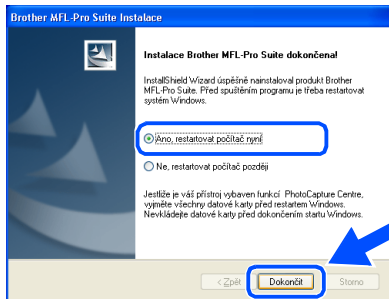 Brother MFL-Pro Suite Instalace
Instalace Brother MFL-Pro Suite dokončena!
InstallShield Wizard úspěšně nainstaloval produkt Brother
MFL-Pro Suite. Před spuštěním programu je třeba restartovat
systém Windows.
Ano, restartovat počítač nyní
Ne, restartovat počítač později
Jestliže je váš přístroj vybaven funkcí PhotoCapture Centre,
vyjměte všechny datové karty před restartem Windows.
Nevkládejte datové karty před dokončením startu Windows.
< Zpět Dokončit Storno